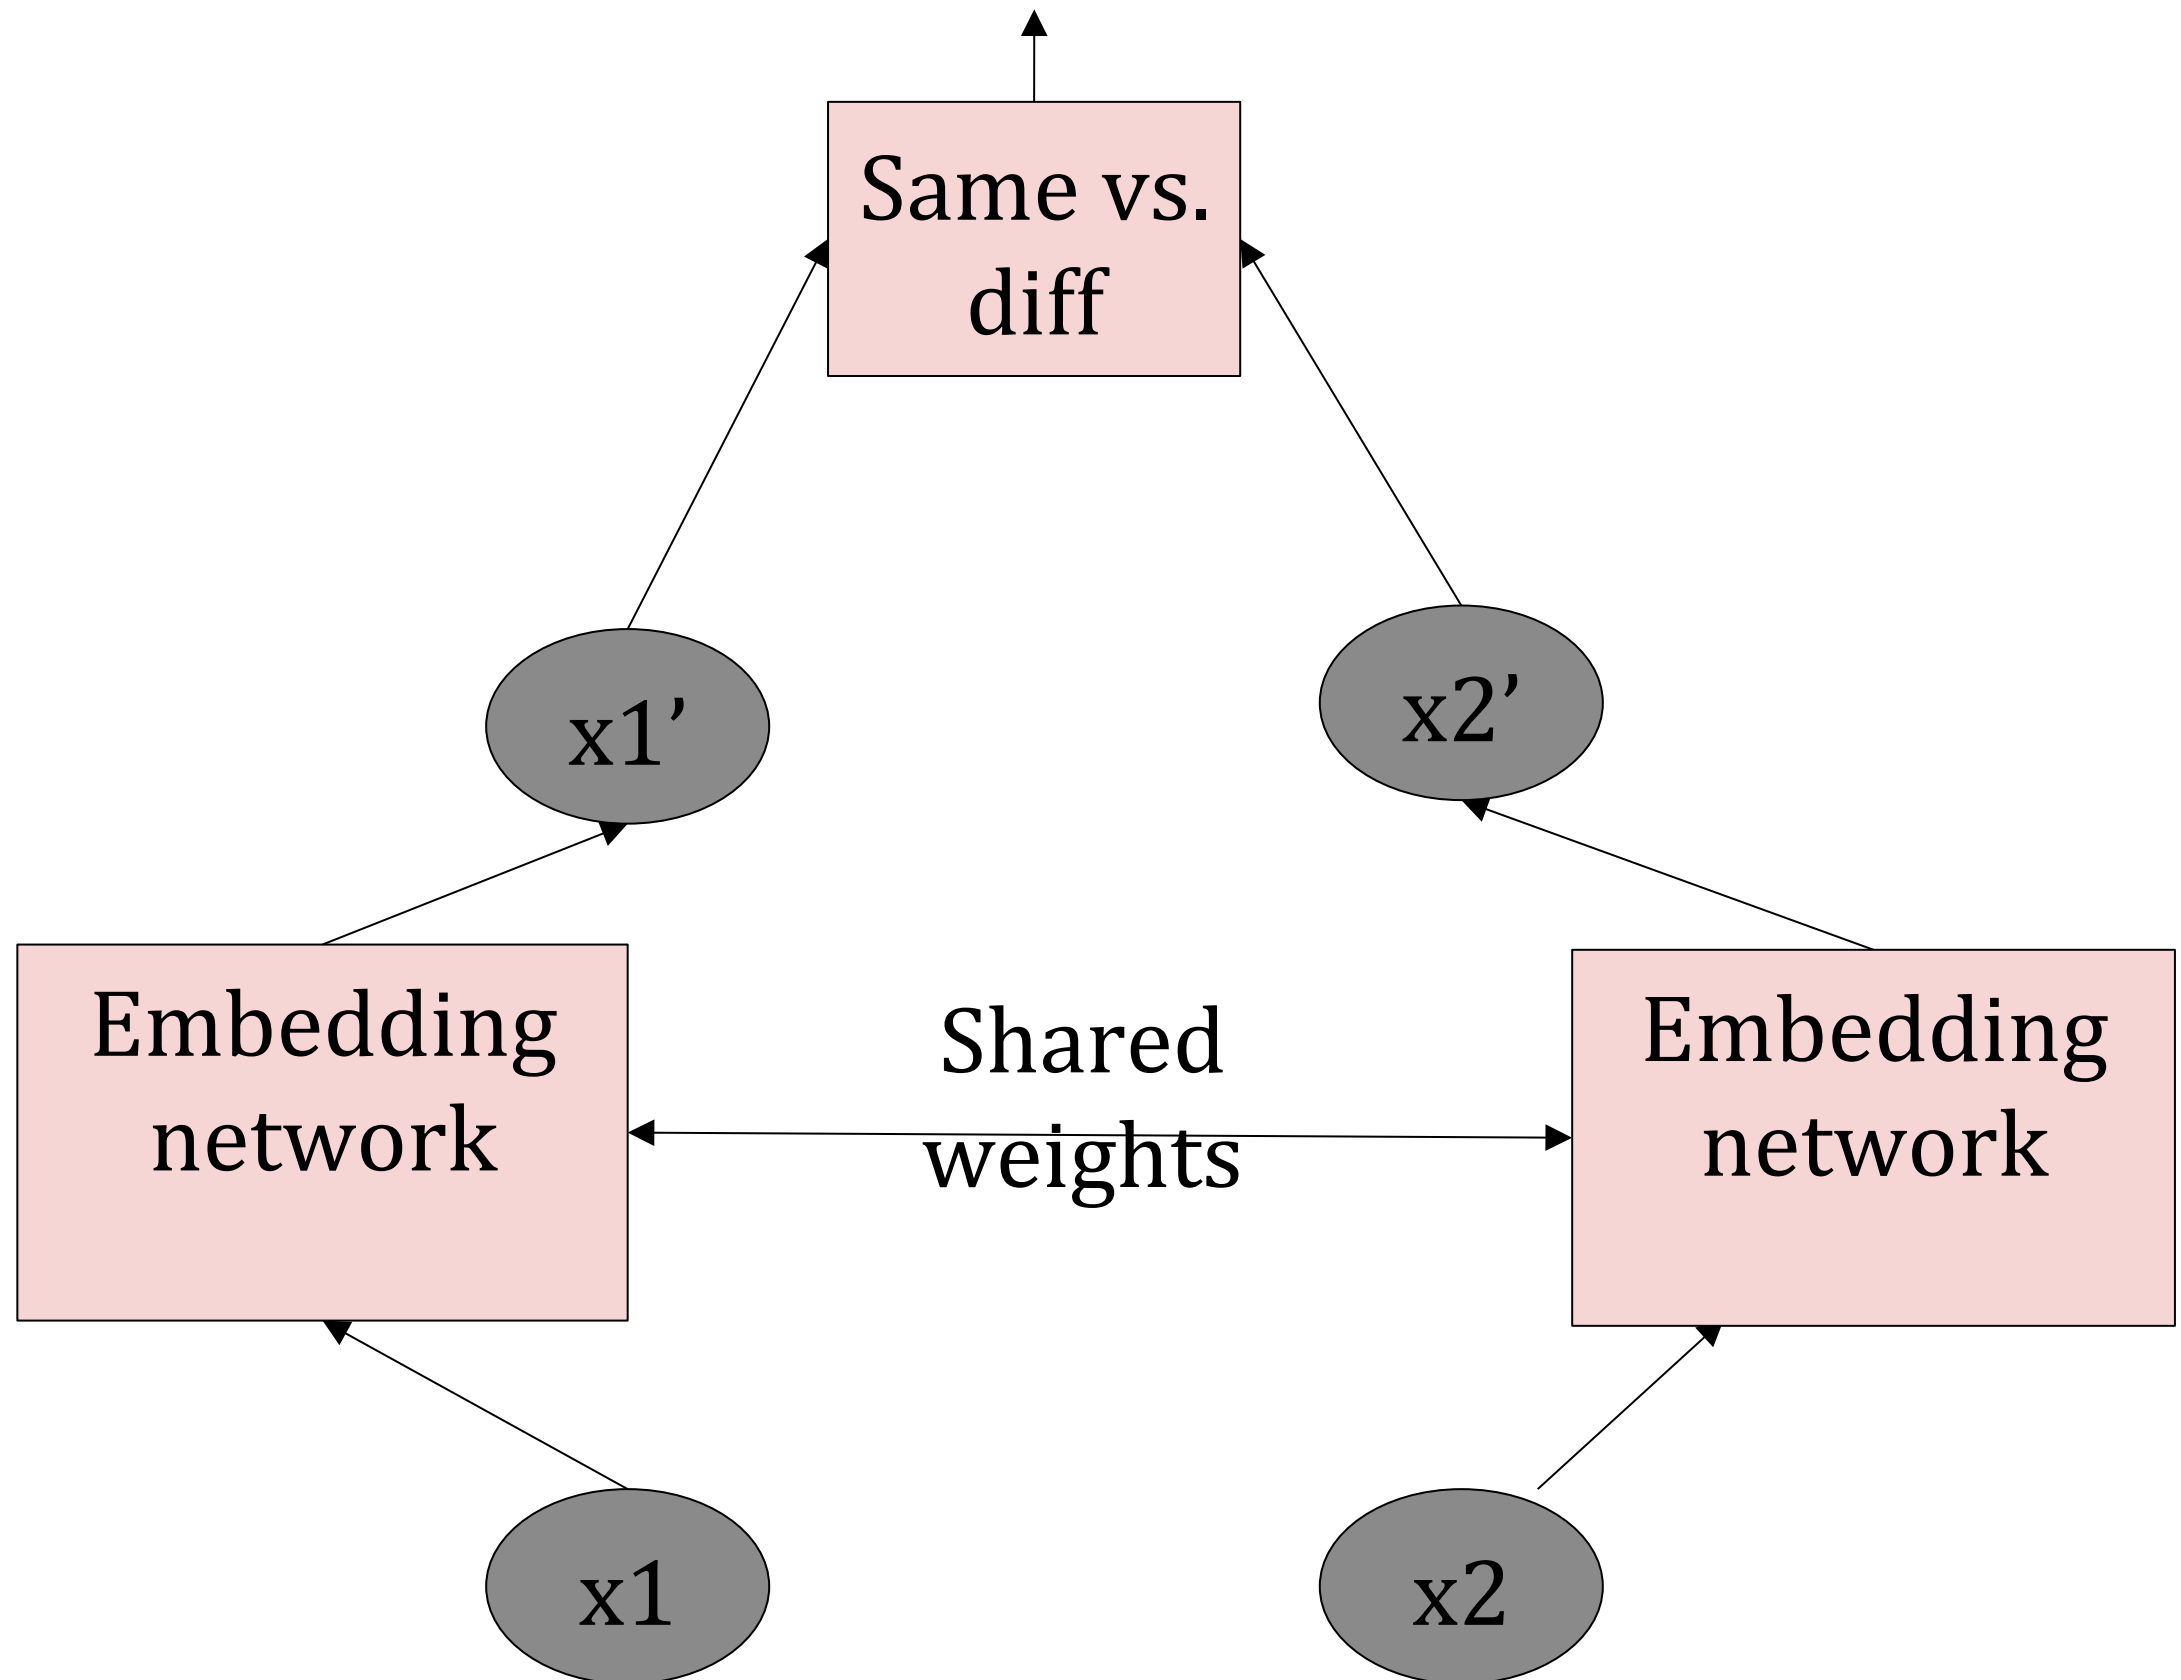 Same vs.
diff
x1’
x2’
Embedding
network
Shared
weights
Embedding
network
x1
x2